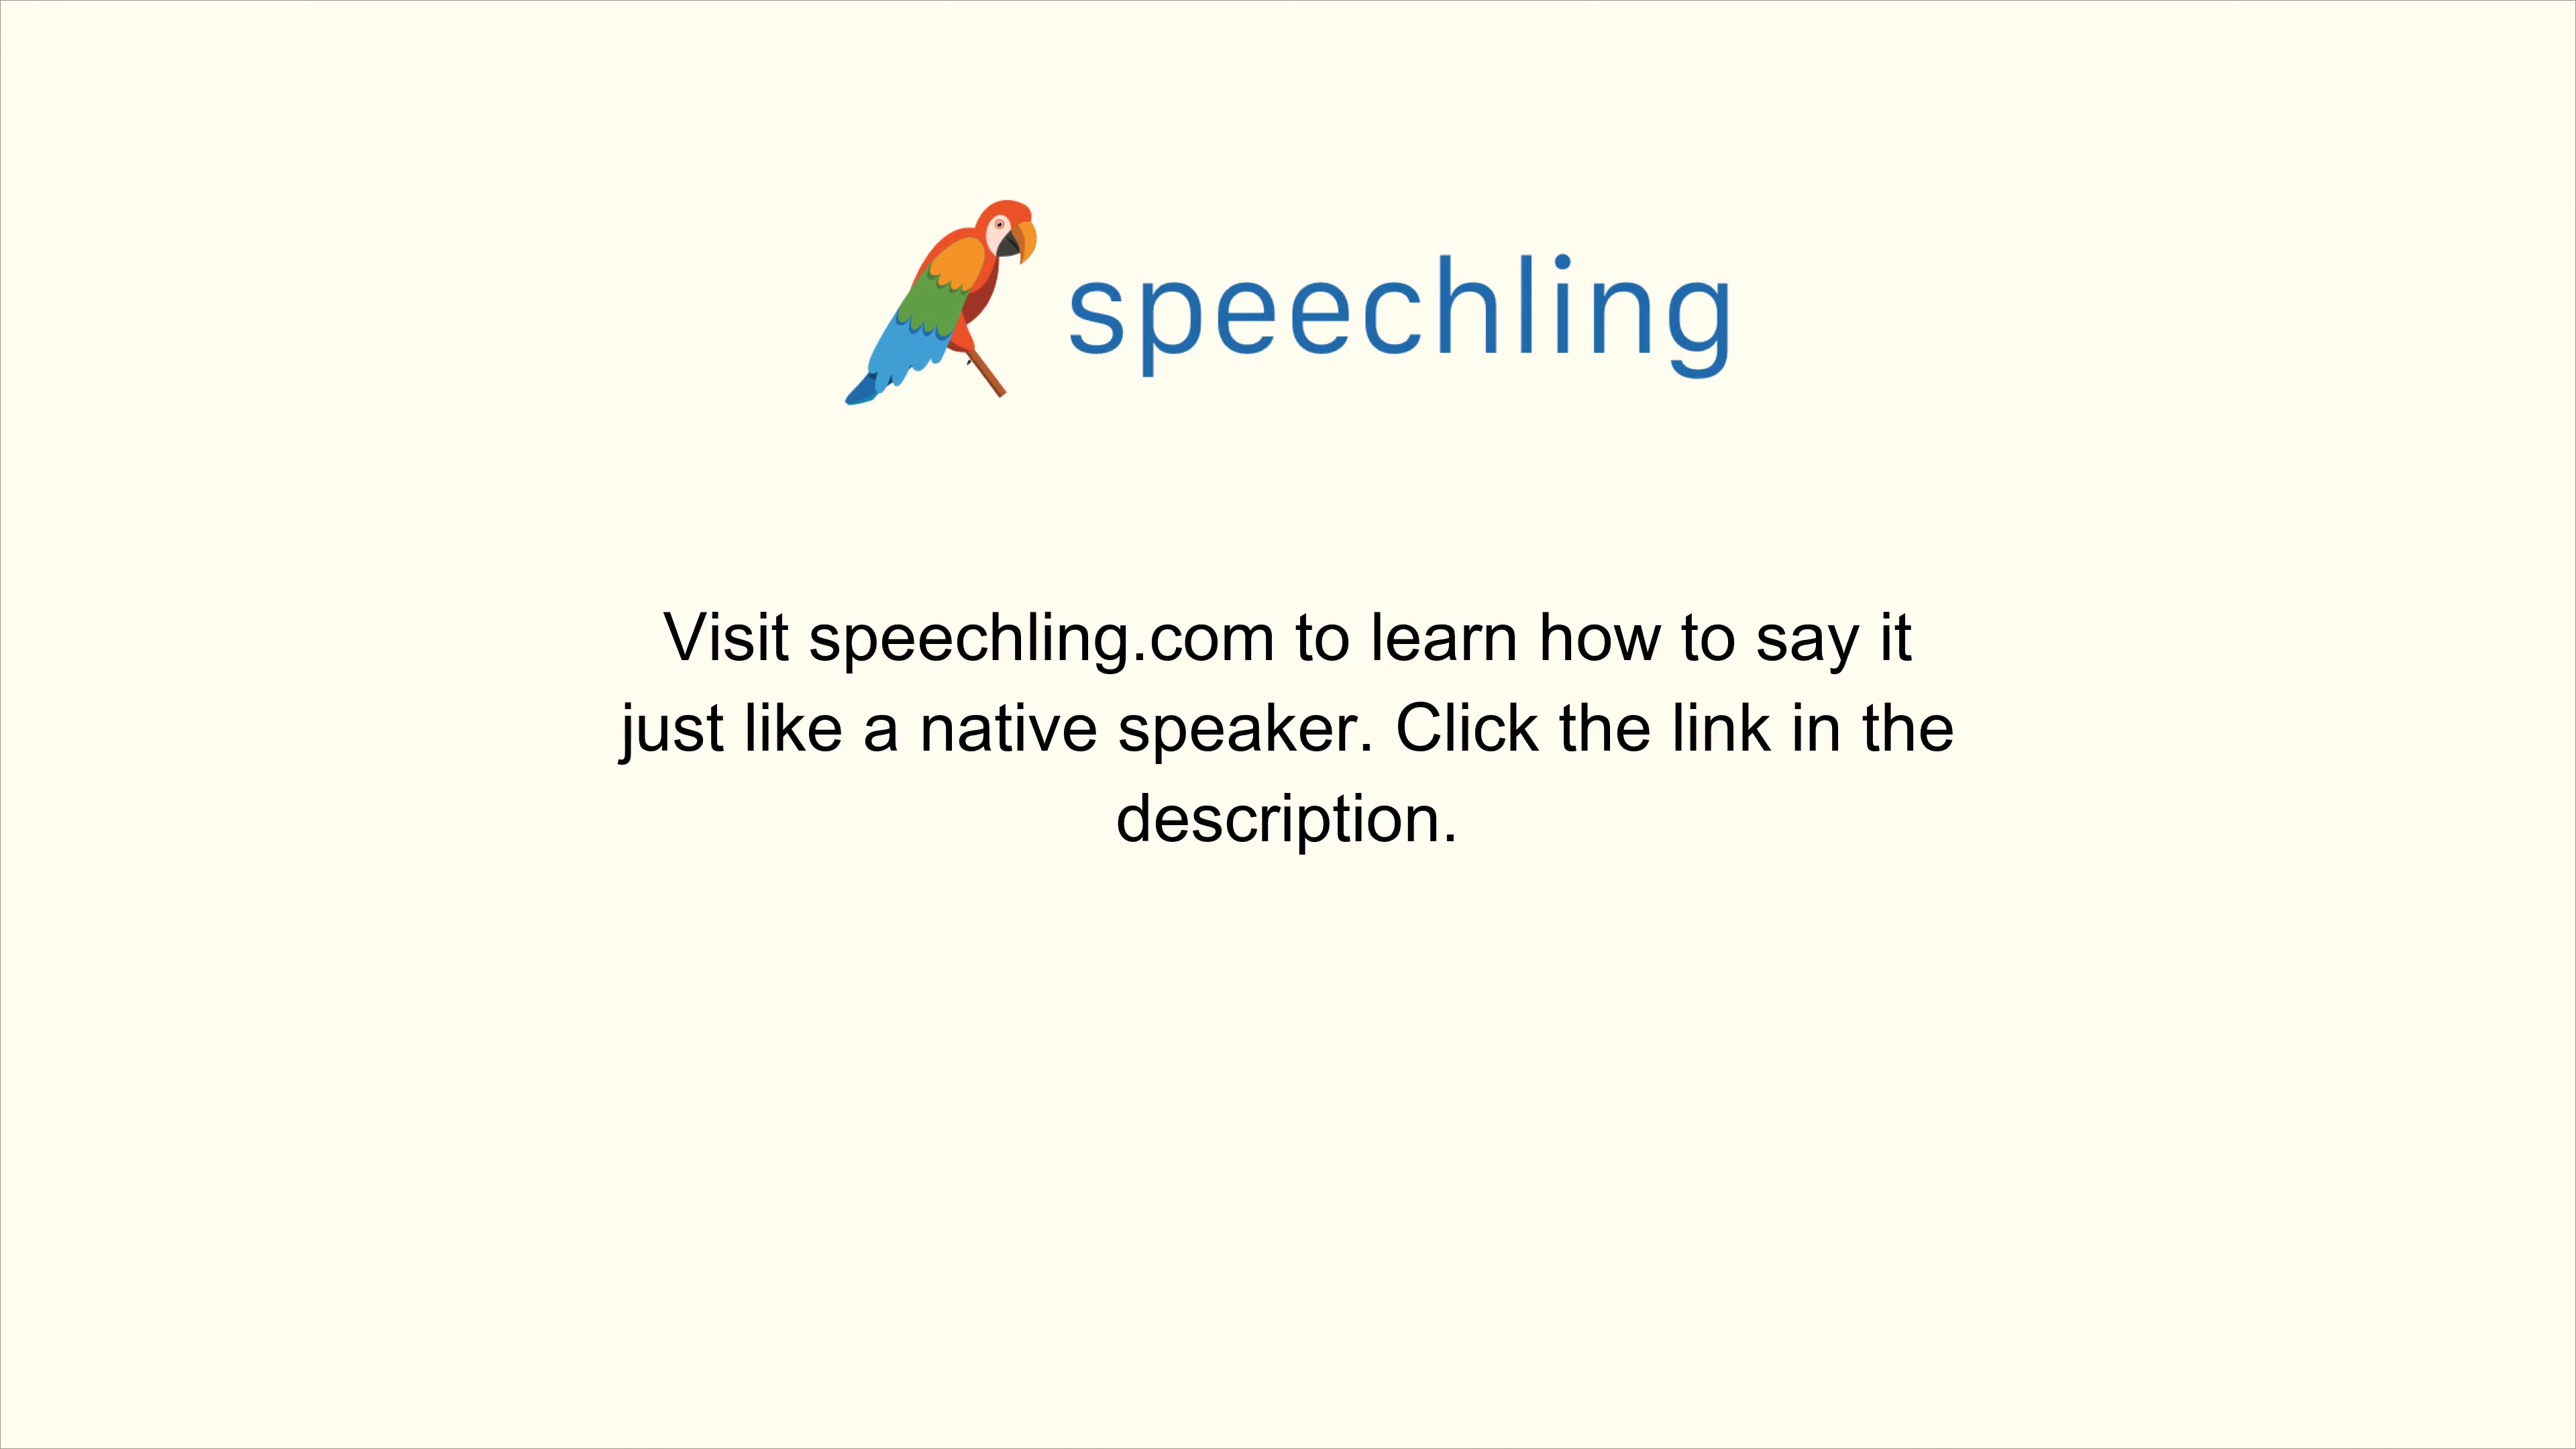 speechling
Visit speechling.com to learn how to say it
just like a native speaker. Click the link in the
description.